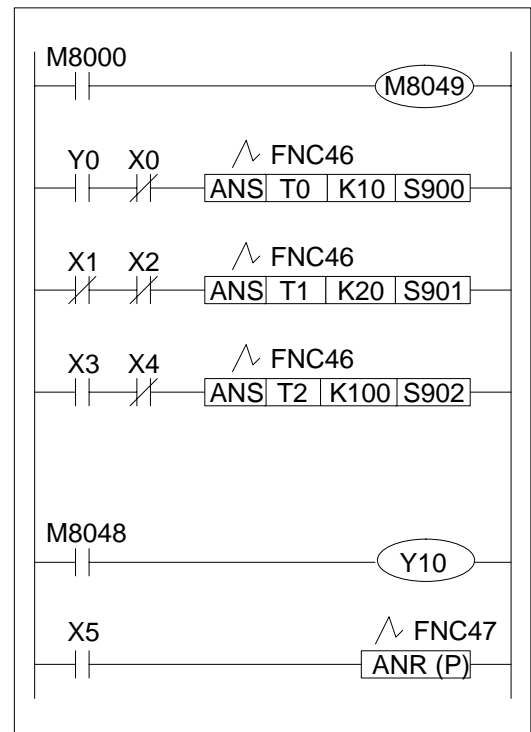 M8000
M8049
Y0 X0 FNC46
ANS T0 K10 S900
X1 X2 FNC46
ANS T1 K20 S901
X3 X4 FNC46
ANS T2 K100 S902
M8048
Y10
X5 FNC47
ANR (P)